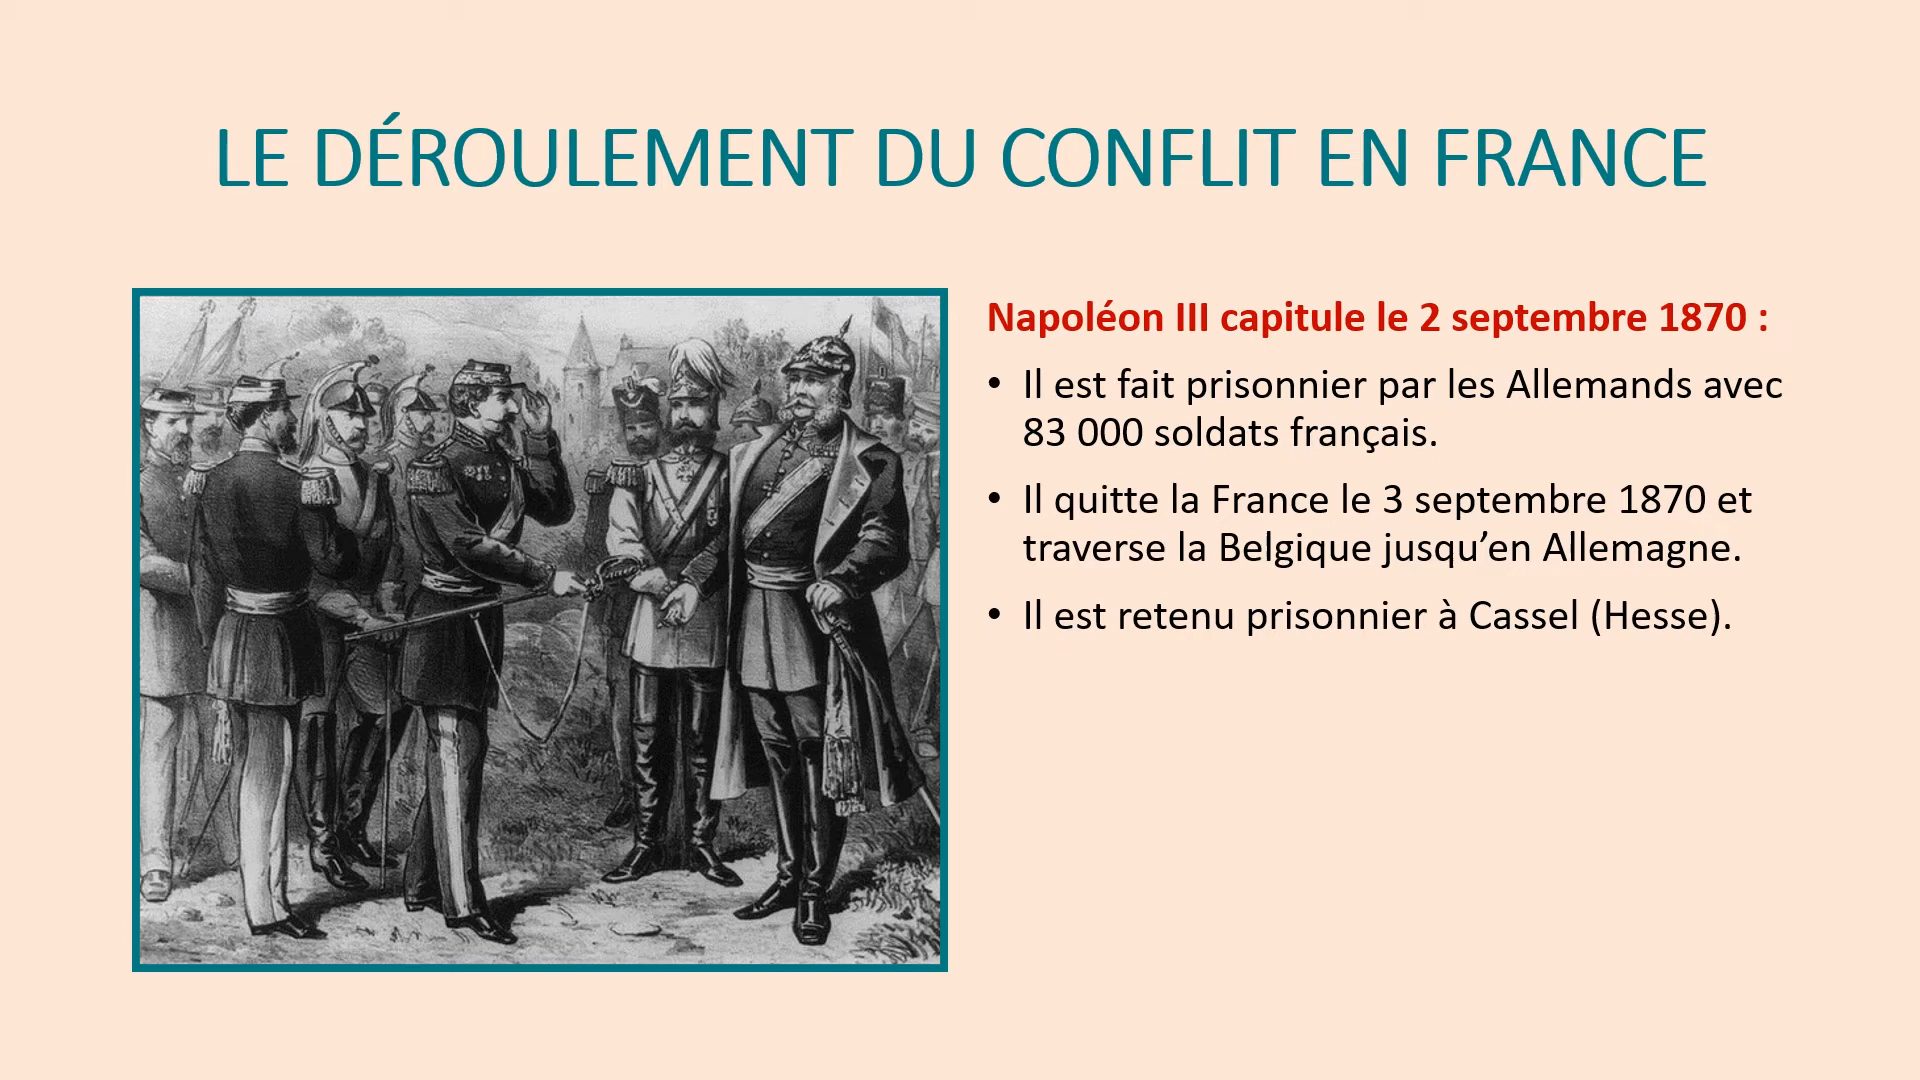 LE DÉROULEMENT DU CONFLIT EN FRANCE
Napoléon III capitule le 2 septembre 1870 :
• Il est fait prisonnier par les Allemands avec
83 000 soldats français.
• Il quitte la France le 3 septembre 1870 et
traverse la Belgique jusqu’en Allemagne.
• Il est retenu prisonnier à Cassel (Hesse).